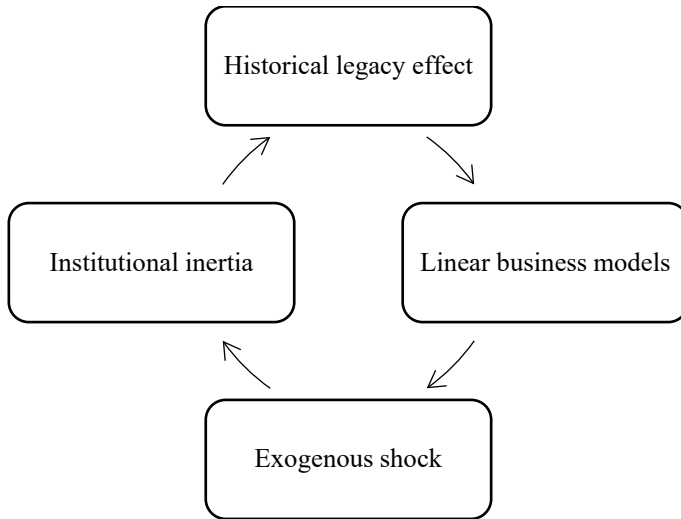 Historical legacy effect
Institutional inertia
Linear business models
Exogenous shock